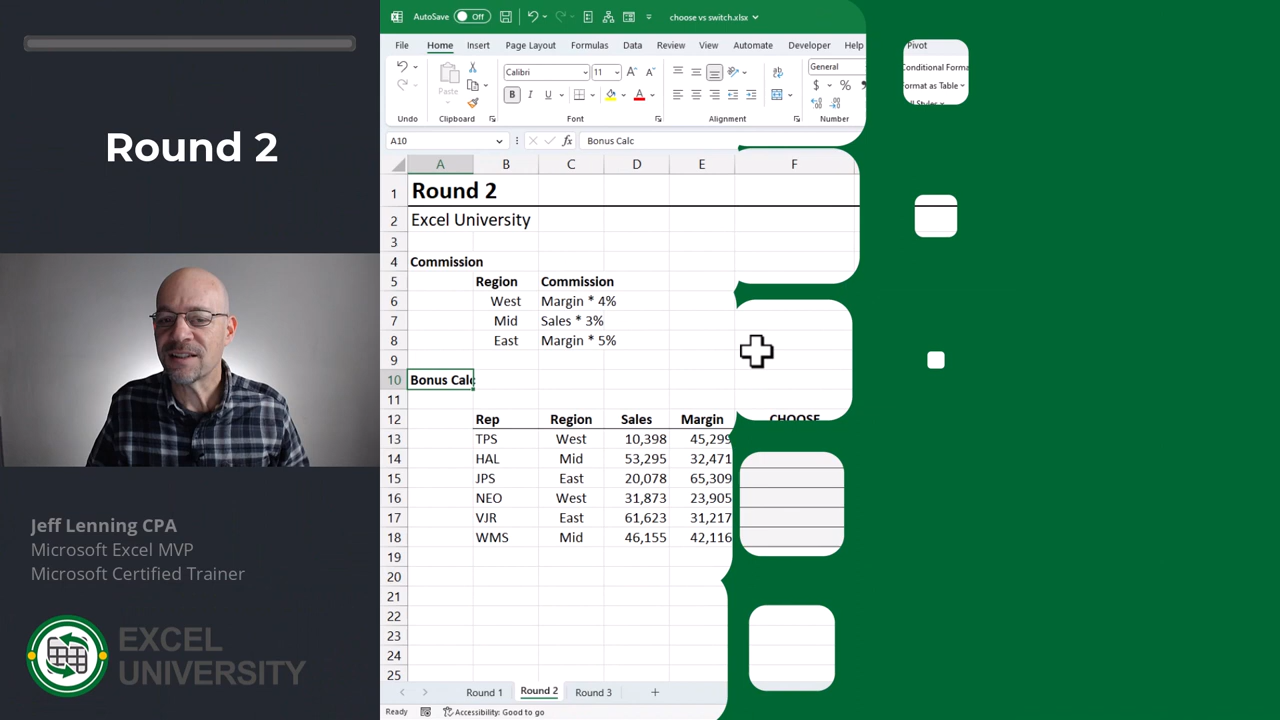 Round 2
Jeff Lenning CPA
Microsoft Excel MVP
Microsoft Certified Trainer
EXCEL
UNIVERSITY
AutoSave Off
choose vs switch.xlsx
File Home Insert Page Layout Formulas Data Review View Automate Developer Help
Pivot
Calibri 11
General
Paste
B I U
$ %
Conditional Forma
Format as Table
Undo Clipboard Font Alignment Number
A10 fx Bonus Calc
A B C D E F
1 Round 2
2 Excel University
3
4 Commission
5 Region Commission
6 West Margin * 4%
7 Mid Sales * 3%
8 East Margin * 5%
9
10 Bonus Calc
11
12 Rep Region Sales Margin CHOOSE
13 TPS West 10,398 45,299
14 HAL Mid 53,295 32,471
15 JPS East 20,078 65,309
16 NEO West 31,873 23,905
17 VJR East 61,623 31,217
18 WMS Mid 46,155 42,116
19
20
21
22
23
24
25
Round 1 Round 2 Round 3
Ready Accessibility: Good to go